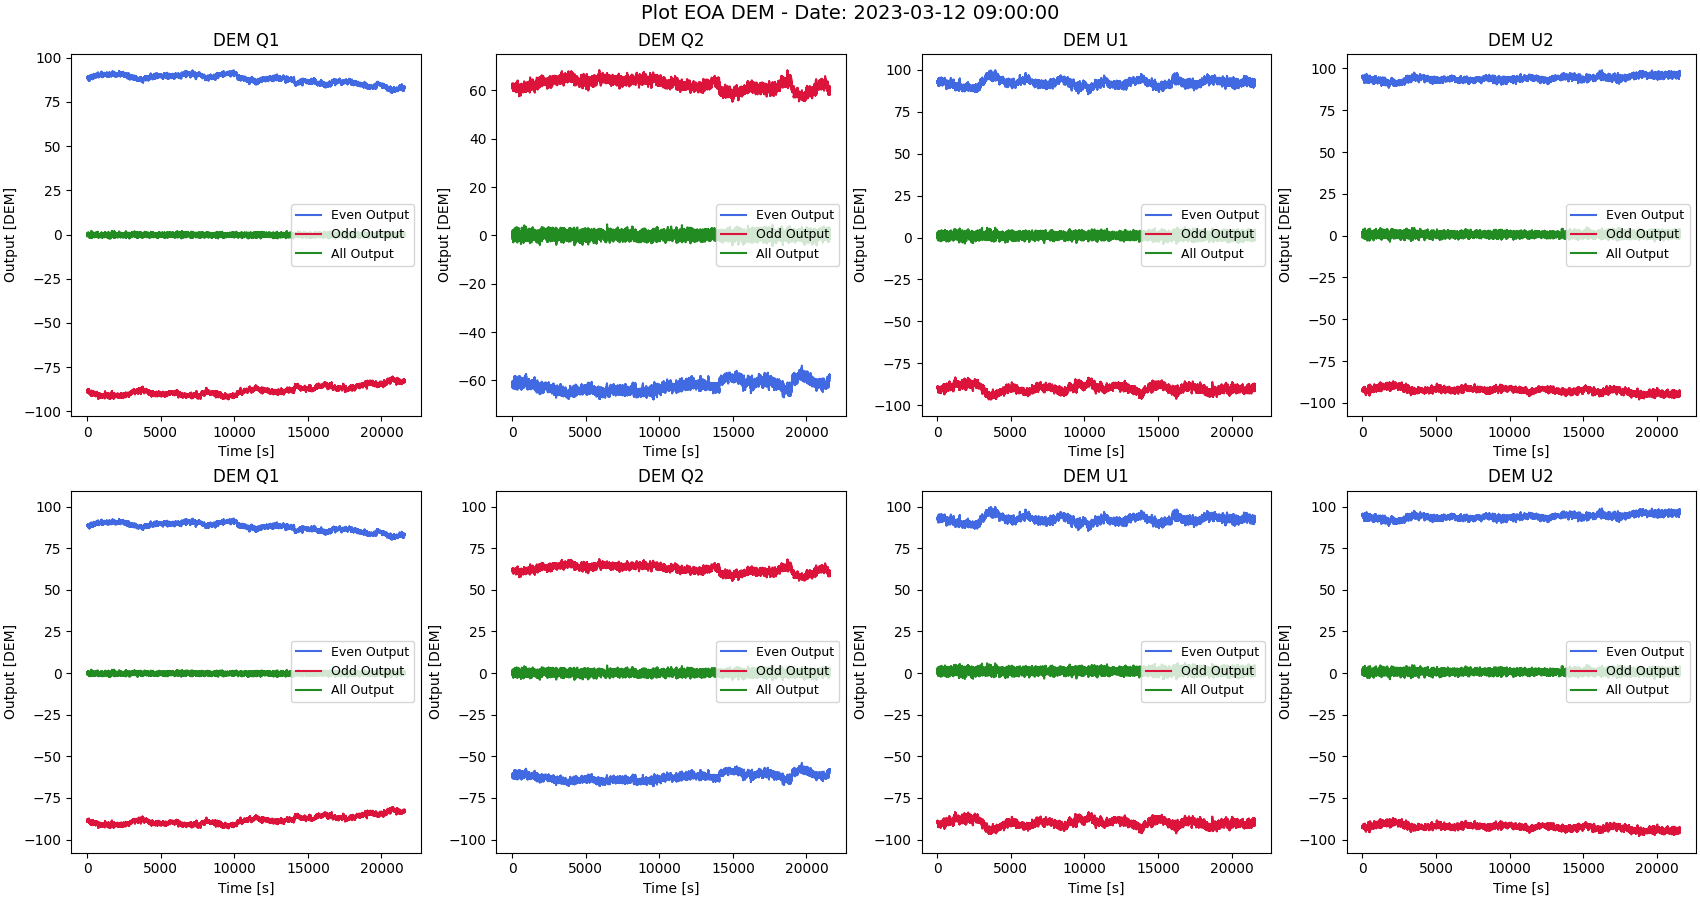 Plot EOA DEM - Date: 2023-03-12 09:00:00
DEM Q1
Output [DEM]
100
75
50
25
0
−25
−50
−75
−100
Even Output
Odd Output
All Output
0 5000 10000 15000 20000
Time [s]
DEM Q2
Output [DEM]
60
40
20
0
−20
−40
−60
Even Output
Odd Output
All Output
0 5000 10000 15000 20000
Time [s]
DEM U1
Output [DEM]
100
75
50
25
0
−25
−50
−75
−100
Even Output
Odd Output
All Output
0 5000 10000 15000 20000
Time [s]
DEM U2
Output [DEM]
100
75
50
25
0
−25
−50
−75
−100
Even Output
Odd Output
All Output
0 5000 10000 15000 20000
Time [s]
DEM Q1
Output [DEM]
100
75
50
25
0
−25
−50
−75
−100
Even Output
Odd Output
All Output
0 5000 10000 15000 20000
Time [s]
DEM Q2
Output [DEM]
100
75
50
25
0
−25
−50
−75
−100
Even Output
Odd Output
All Output
0 5000 10000 15000 20000
Time [s]
DEM U1
Output [DEM]
100
75
50
25
0
−25
−50
−75
−100
Even Output
Odd Output
All Output
0 5000 10000 15000 20000
Time [s]
DEM U2
Output [DEM]
100
75
50
25
0
−25
−50
−75
−100
Even Output
Odd Output
All Output
0 5000 10000 15000 20000
Time [s]